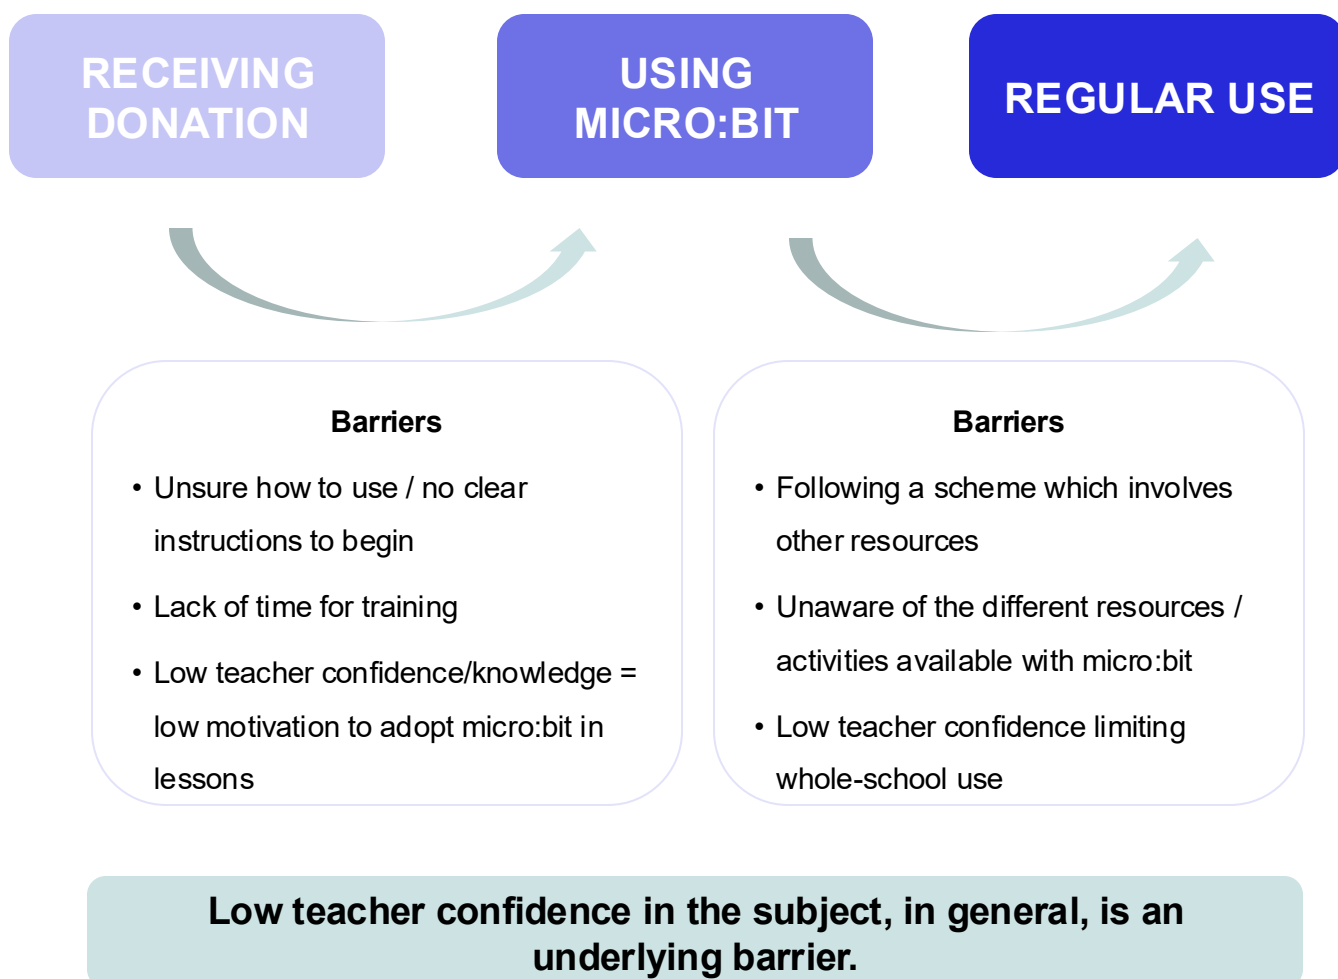 RECEIVING
DONATION
USING
MICRO:BIT
REGULAR USE
Barriers
• Unsure how to use / no clear
instructions to begin
• Lack of time for training
• Low teacher confidence/knowledge =
low motivation to adopt micro:bit in
lessons
Barriers
• Following a scheme which involves
other resources
• Unaware of the different resources /
activities available with micro:bit
• Low teacher confidence limiting
whole-school use
Low teacher confidence in the subject, in general, is an
underlying barrier.